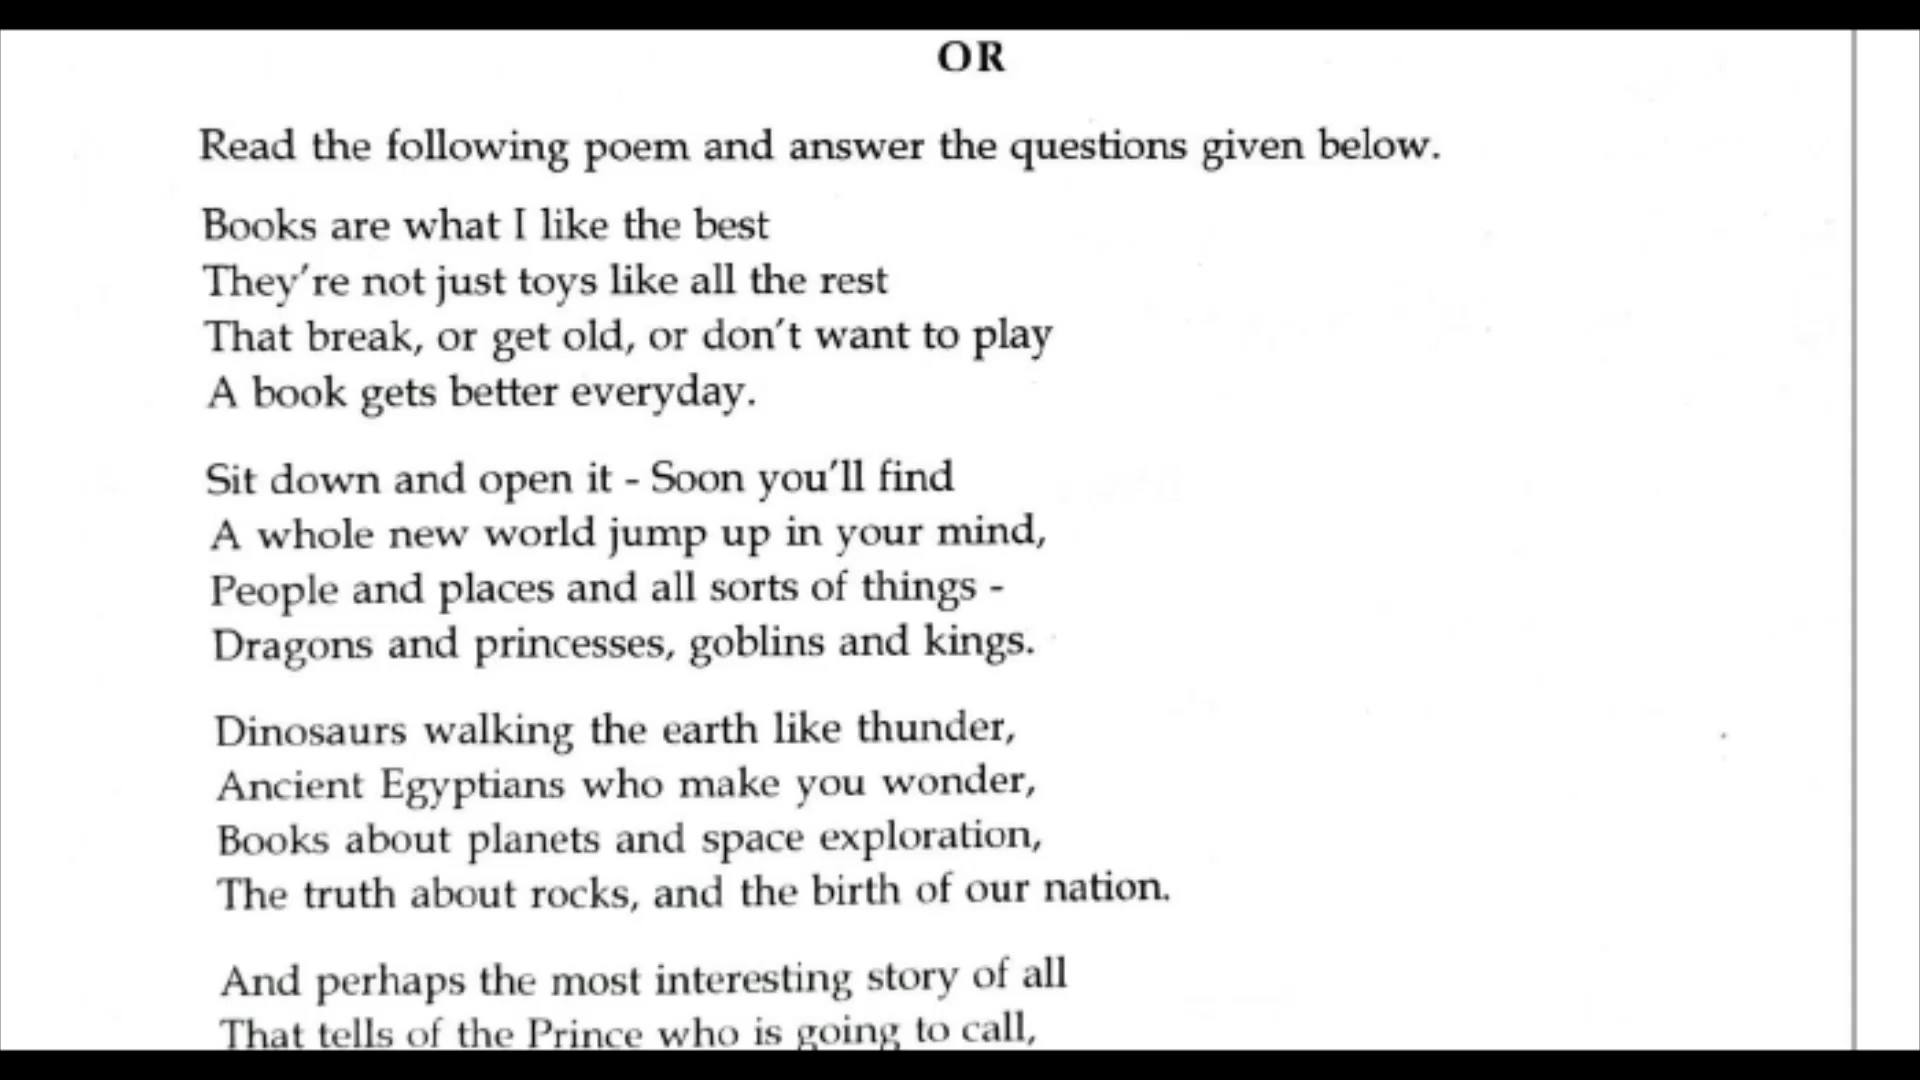 OR
Read the following poem and answer the questions given below.
Books are what I like the best
They're not just toys like all the rest
That break, or get old, or don't want to play
A book gets better everyday.
Sit down and open it - Soon you'll find
A whole new world jump up in your mind,
People and places and all sorts of things -
Dragons and princesses, goblins and kings.
Dinosaurs walking the earth like thunder,
Ancient Egyptians who make you wonder,
Books about planets and space exploration,
The truth about rocks, and the birth of our nation.
And perhaps the most interesting story of all
That tells of the Prince who is going to call,